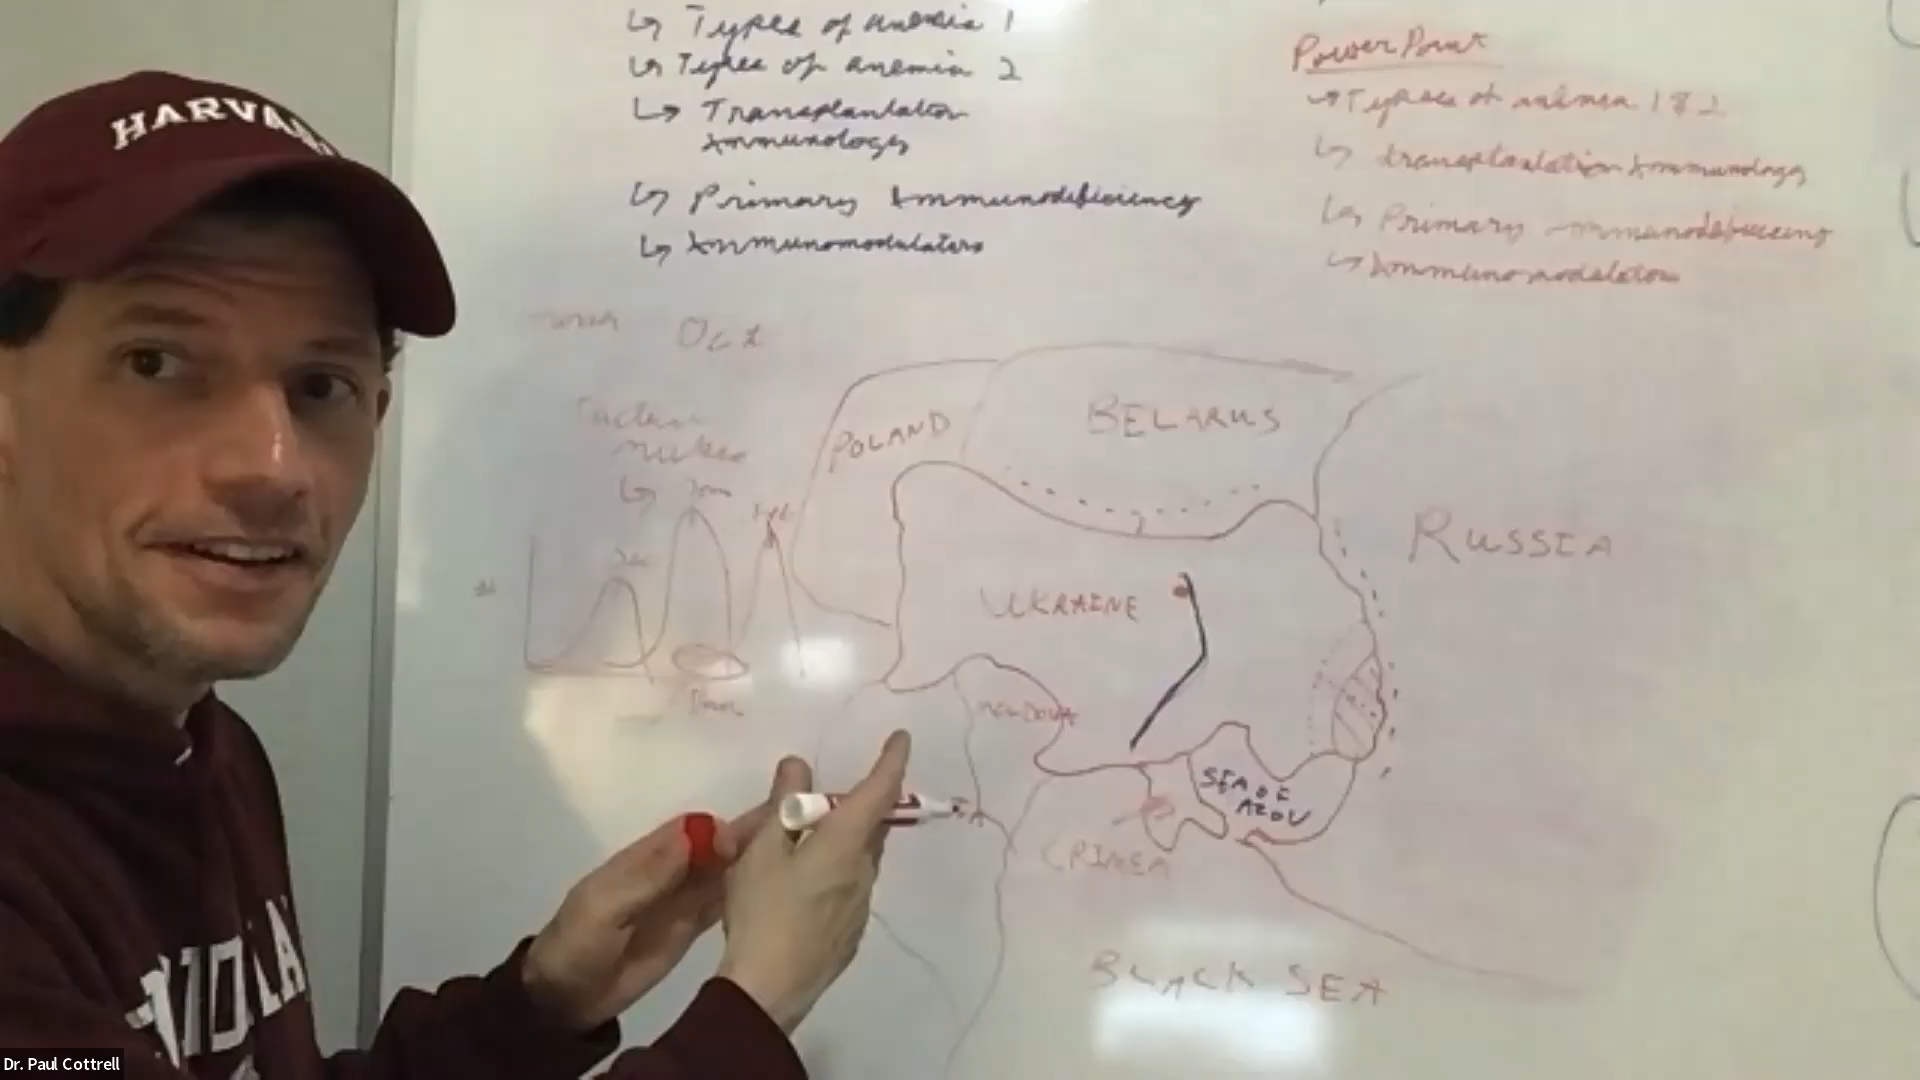 ↳ Types of anemia 1
↳ Types of anemia 2
↳ Transplantation
Immunology
↳ Primary Immunodeficiency
↳ Immunomodulators
PowerPoint
↳ Types of anemia 1 & 2
↳ Transplantation Immunology
↳ Primary Immunodeficiency
↳ Immunomodulators
Oct
HARVARD
POLAND
BELARUS
RUSSIA
UKRAINE
MOLDOVA
SEA OF
AZOV
CRIMEA
BLACK SEA
Dr. Paul Cottrell